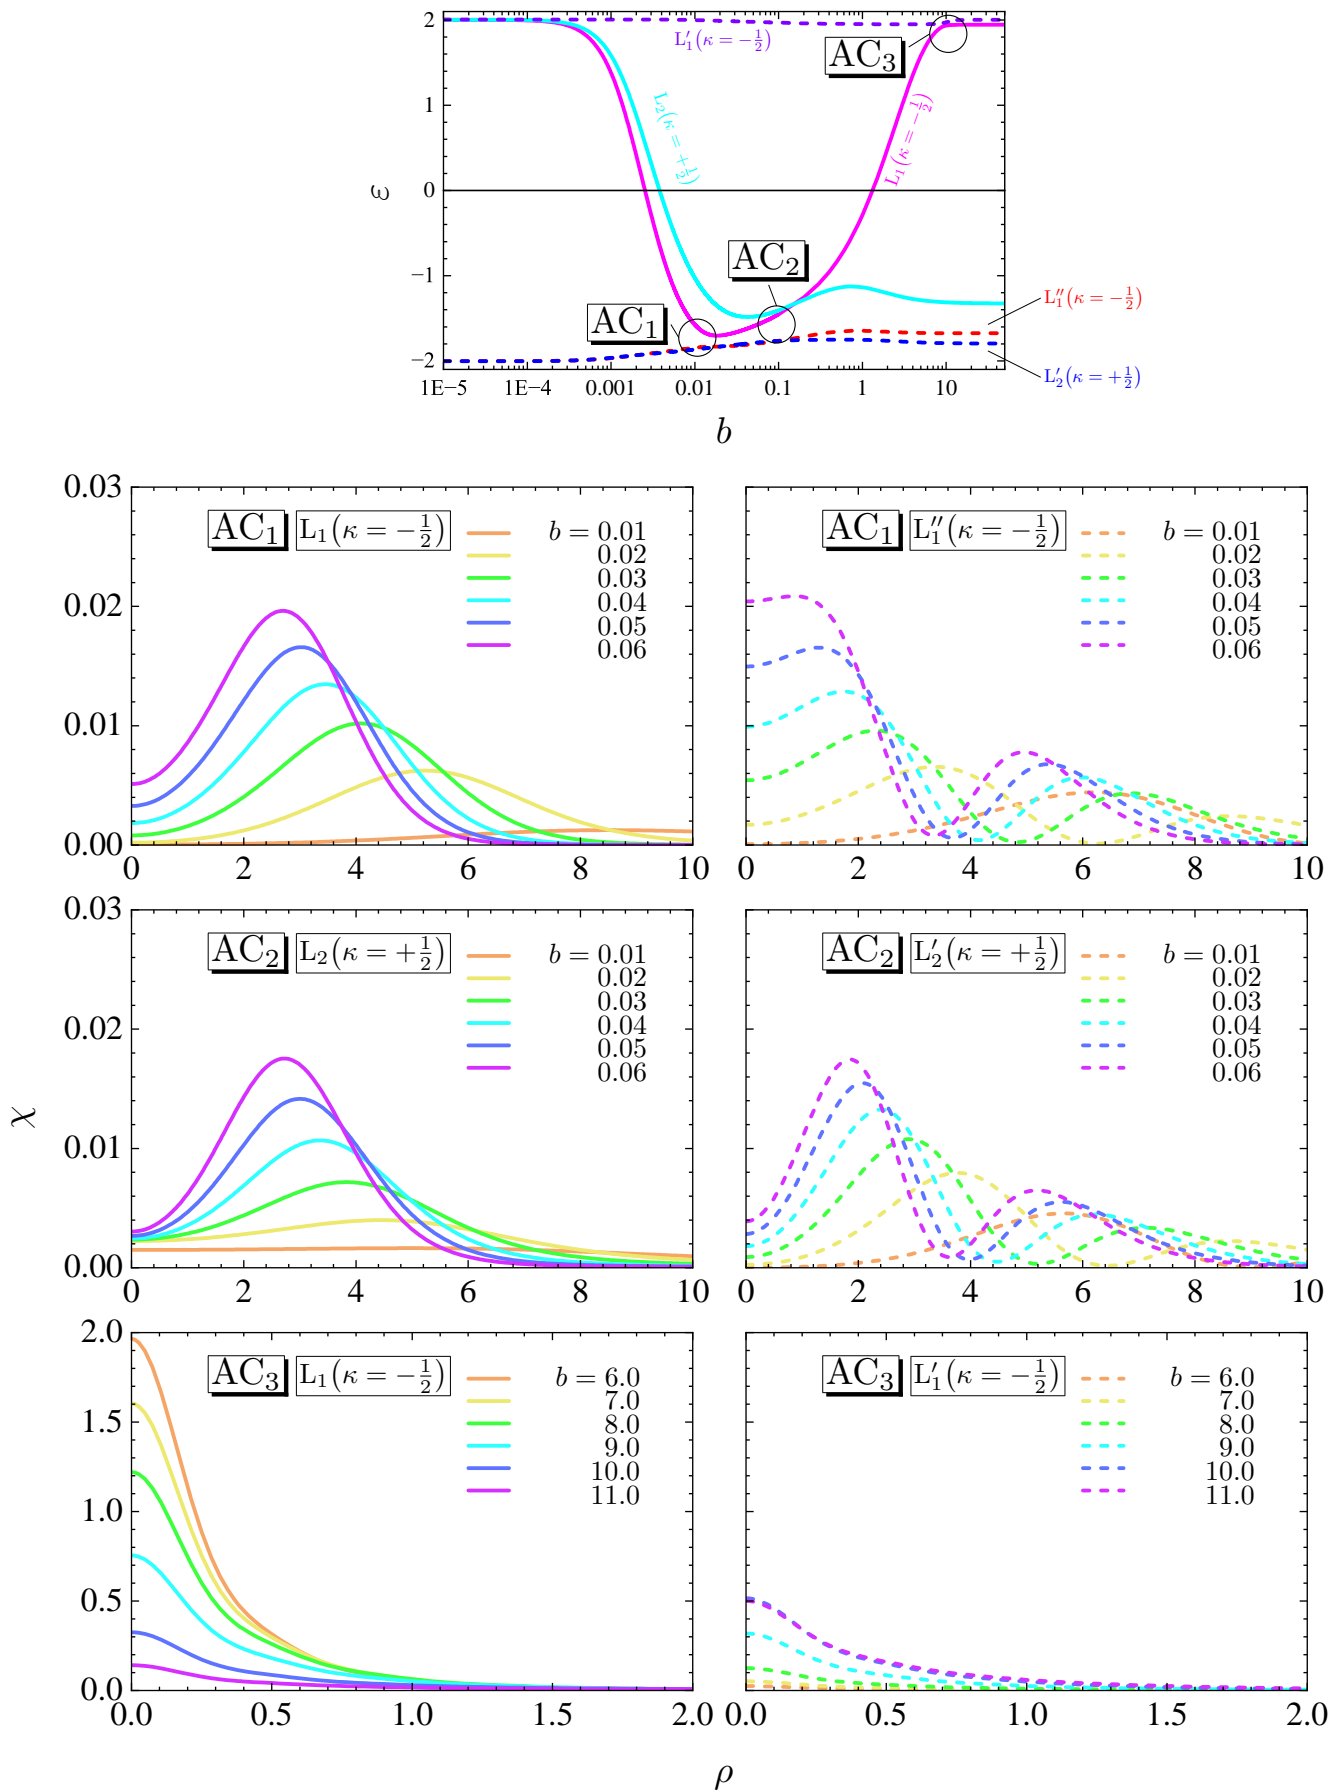 2
L′₁(κ = −½)
AC₃
1
L₂(κ = +½)
L₁(κ = −½)
ε
0
−1
AC₂
AC₁
L″₁(κ = −½)
−2
L′₂(κ = +½)
1E-5 1E-4 0.001 0.01 0.1 1 10
b
0.03
AC₁ L₁(κ = −½) b = 0.01
0.02
0.03
0.04
0.05
0.06
0.02
0.01
0.00
0 2 4 6 8 10
AC₁ L″₁(κ = −½) b = 0.01
0.02
0.03
0.04
0.05
0.06
0 2 4 6 8 10
0.03
AC₂ L₂(κ = +½) b = 0.01
0.02
0.03
0.04
0.05
0.06
0.02
χ
0.01
0.00
0 2 4 6 8 10
AC₂ L′₂(κ = +½) b = 0.01
0.02
0.03
0.04
0.05
0.06
0 2 4 6 8 10
2.0
AC₃ L₁(κ = −½) b = 6.0
7.0
8.0
9.0
10.0
11.0
1.5
1.0
0.5
0.0
0.0 0.5 1.0 1.5 2.0
AC₃ L′₁(κ = −½) b = 6.0
7.0
8.0
9.0
10.0
11.0
0.0 0.5 1.0 1.5 2.0
ρ